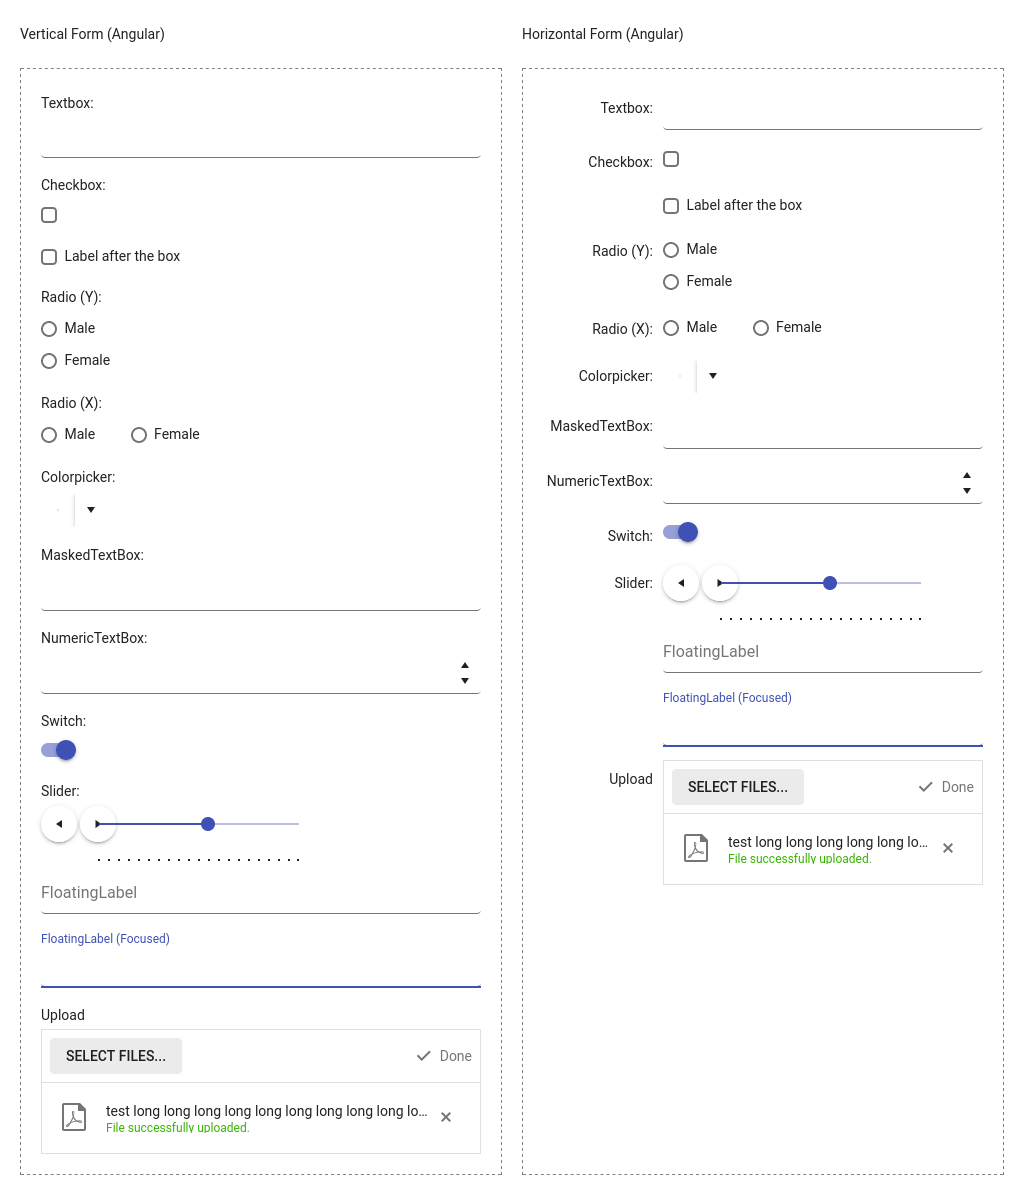 Vertical Form (Angular)
Textbox:
Checkbox:
Label after the box
Radio (Y):
Male
Female
Radio (X):
Male Female
Colorpicker:
MaskedTextBox:
NumericTextBox:
Switch:
Slider:
FloatingLabel
FloatingLabel (Focused)
Upload
SELECT FILES... Done
test long long long long long long long long long lo...
File successfully uploaded.
Horizontal Form (Angular)
Textbox:
Checkbox:
Label after the box
Radio (Y): Male
Female
Radio (X): Male Female
Colorpicker:
MaskedTextBox:
NumericTextBox:
Switch:
Slider:
FloatingLabel
FloatingLabel (Focused)
Upload SELECT FILES... Done
test long long long long long lo...
File successfully uploaded.